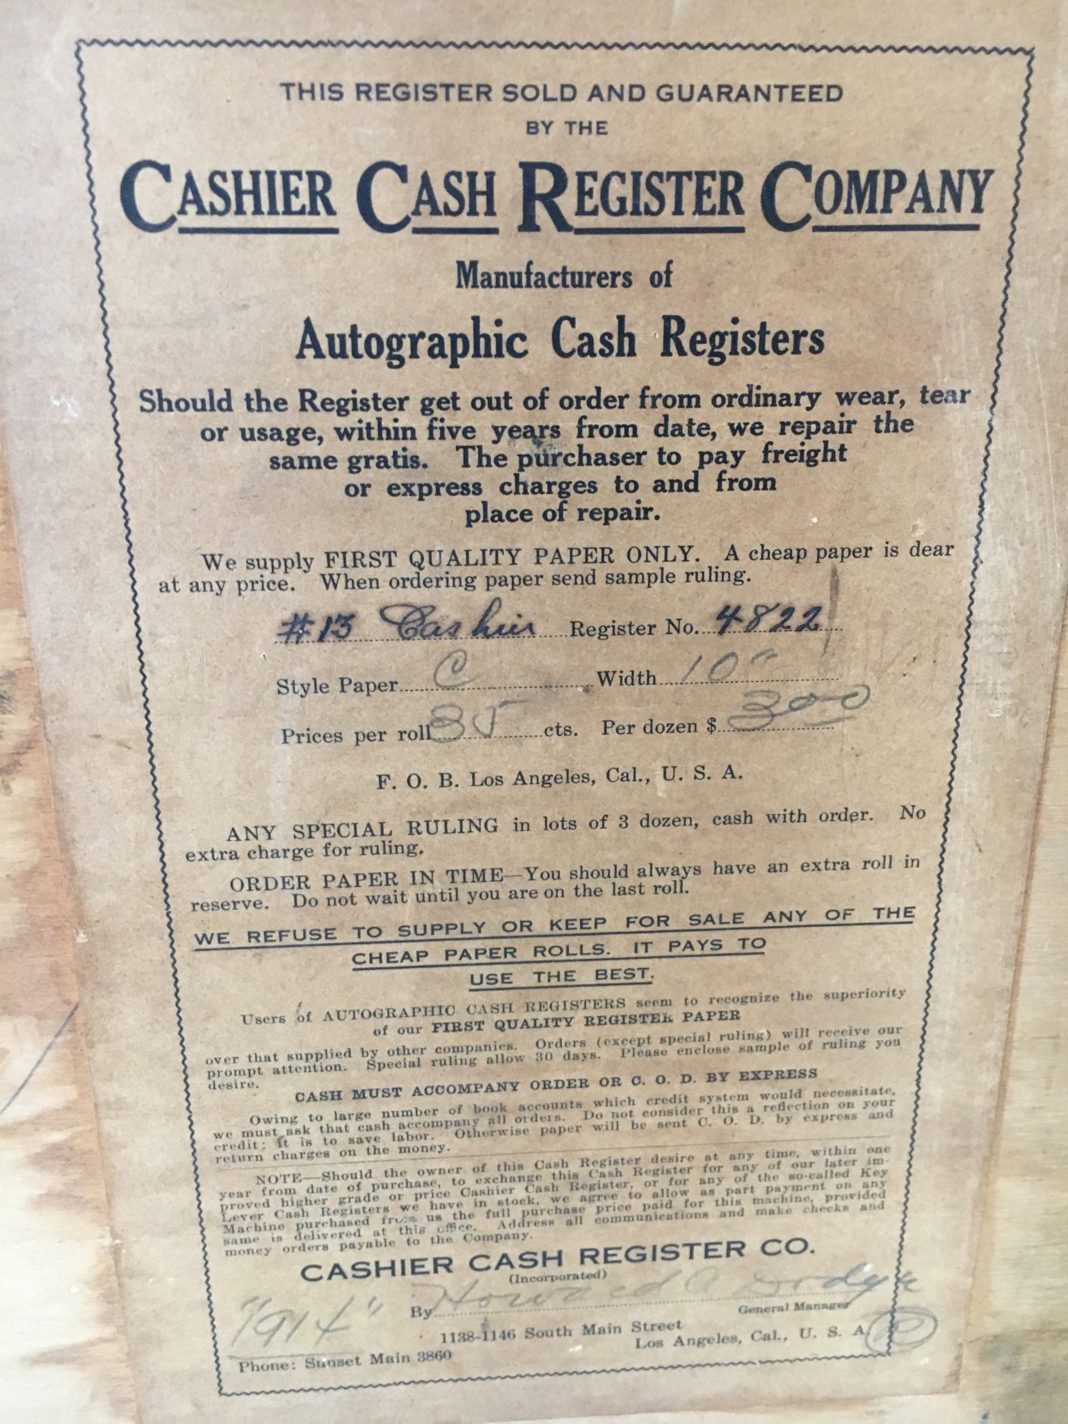 THIS REGISTER SOLD AND GUARANTEED
BY THE
CASHIER CASH REGISTER COMPANY
Manufacturers of
Autographic Cash Registers
Should the Register get out of order from ordinary wear, tear
or usage, within five years from date, we repair the
same gratis. The purchaser to pay freight
or express charges to and from
place of repair.
We supply FIRST QUALITY PAPER ONLY. A cheap paper is dear
at any price. When ordering paper send sample ruling.
#13 Cashier Register No. 4822
Style Paper C Width 10"
Prices per roll 35 cts. Per dozen $ 300
F. O. B. Los Angeles, Cal., U. S. A.
ANY SPECIAL RULING in lots of 3 dozen, cash with order. No
extra charge for ruling.
ORDER PAPER IN TIME—You should always have an extra roll in
reserve. Do not wait until you are on the last roll.
WE REFUSE TO SUPPLY OR KEEP FOR SALE ANY OF THE
CHEAP PAPER ROLLS. IT PAYS TO
USE THE BEST.
Users of AUTOGRAPHIC CASH REGISTERS seem to recognize the superiority
of our FIRST QUALITY REGISTER PAPER
over that supplied by other companies. Orders (except special ruling) will receive our
prompt attention. Special ruling allow 30 days. Please enclose sample of ruling you
desire.
CASH MUST ACCOMPANY ORDER OR C. O. D. BY EXPRESS
Owing to large number of book accounts which credit system would necessitate,
we must ask that cash accompany all orders. Do not consider this a reflection on your
credit; it is to save labor. Otherwise paper will be sent C. O. D. by express and
return charges on the money.
NOTE—Should the owner of this Cash Register desire at any time, within one
year from date of purchase, to exchange this Cash Register for any of our later im-
proved higher grade or price Cashier Cash Register, or for any of the so-called Key
Lever Cash Registers we have in stock, we agree to allow as part payment on any
Machine purchased from us the full purchase price paid for this machine, provided
same is delivered at this office. Address all communications and make checks and
money orders payable to the Company.
CASHIER CASH REGISTER CO.
(Incorporated)
By Howard A Dodge
General Manager
"1914"
1138-1146 South Main Street
Los Angeles, Cal., U. S. A.
Phone: Sunset Main 3860